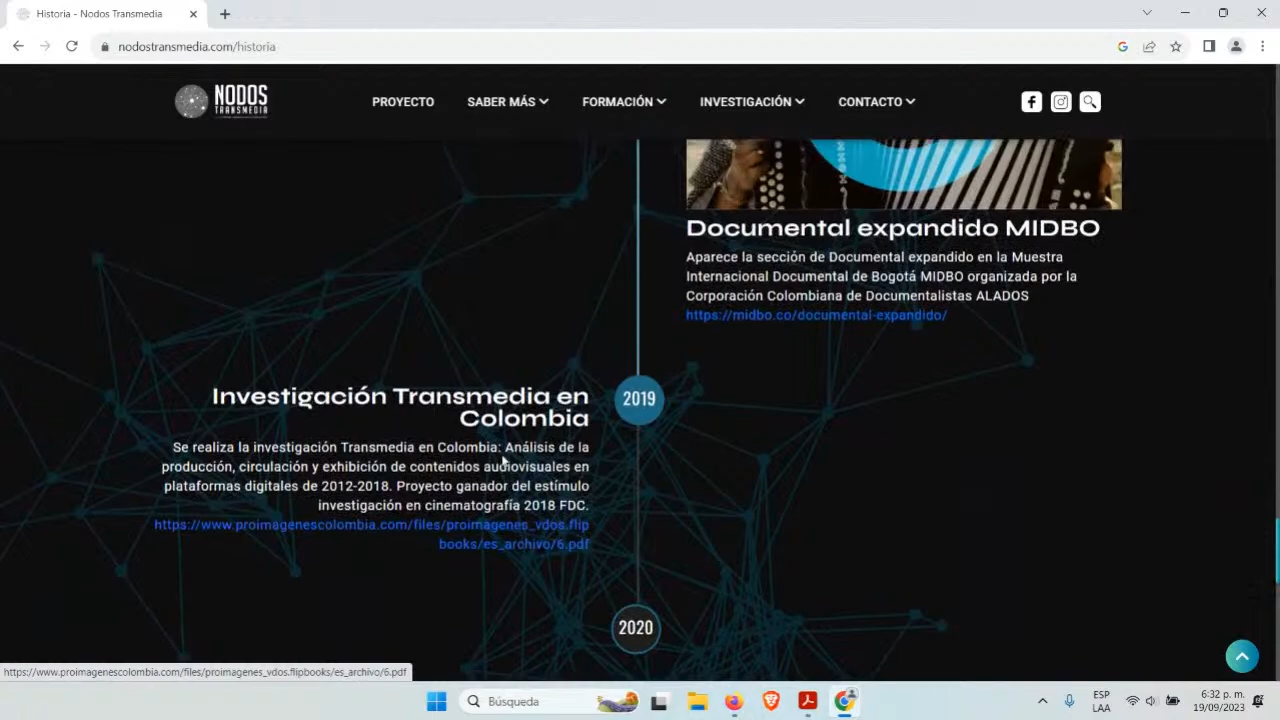 Historia - Nodos Transmedia
nodostransmedia.com/historia
NODOS
TRANSMEDIA
PROYECTO
SABER MÁS
FORMACIÓN
INVESTIGACIÓN
CONTACTO
Documental expandido MIDBO
Aparece la sección de Documental expandido en la Muestra
Internacional Documental de Bogotá MIDBO organizada por la
Corporación Colombiana de Documentalistas ALADOS
https://midbo.co/documental-expandido/
2019
Investigación Transmedia en
Colombia
Se realiza la investigación Transmedia en Colombia: Análisis de la
producción, circulación y exhibición de contenidos audiovisuales en
plataformas digitales de 2012-2018. Proyecto ganador del estímulo
investigación en cinematografía 2018 FDC.
https://www.proimagenescolombia.com/files/proimagenes_vdos.flip
books/es_archivo/6.pdf
2020
https://www.proimagenescolombia.com/files/proimagenes_vdos.flipbooks/es_archivo/6.pdf
Búsqueda
ESP
LAA
6:32 p. m.
19/09/2023